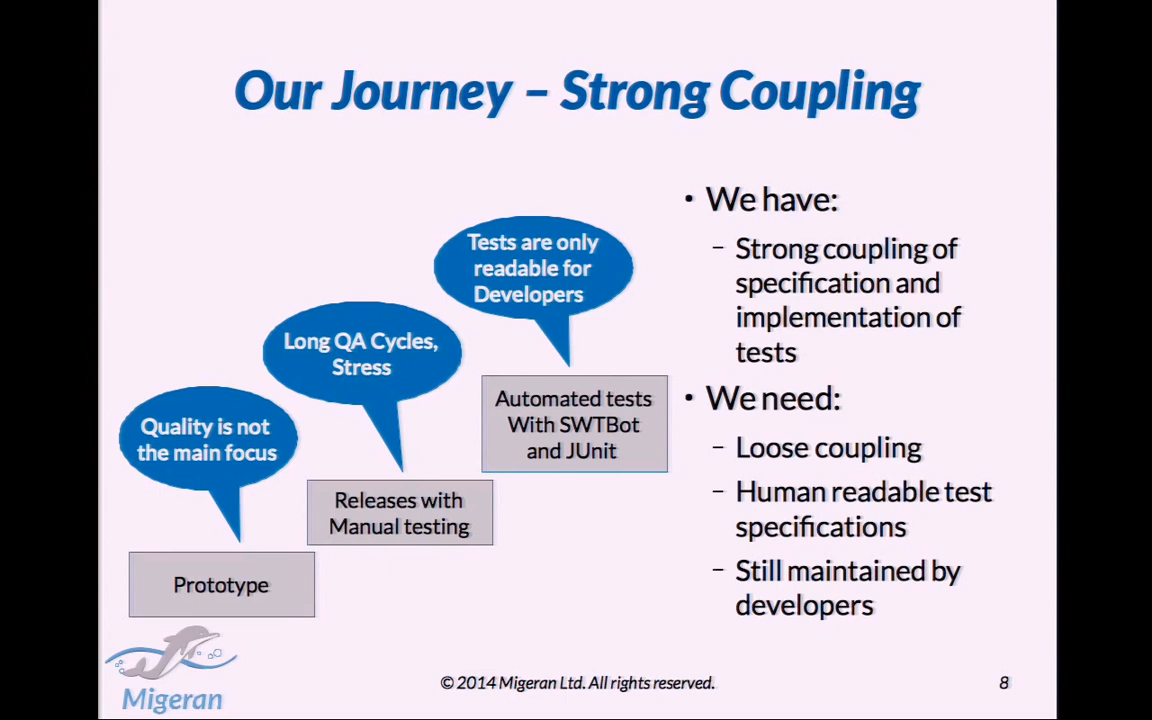 Our Journey – Strong Coupling
Tests are only
readable for
Developers
Long QA Cycles,
Stress
Quality is not
the main focus
Automated tests
With SWTBot
and JUnit
Releases with
Manual testing
Prototype
• We have:
– Strong coupling of
specification and
implementation of
tests
• We need:
– Loose coupling
– Human readable test
specifications
– Still maintained by
developers
Migeran
© 2014 Migeran Ltd. All rights reserved.
8